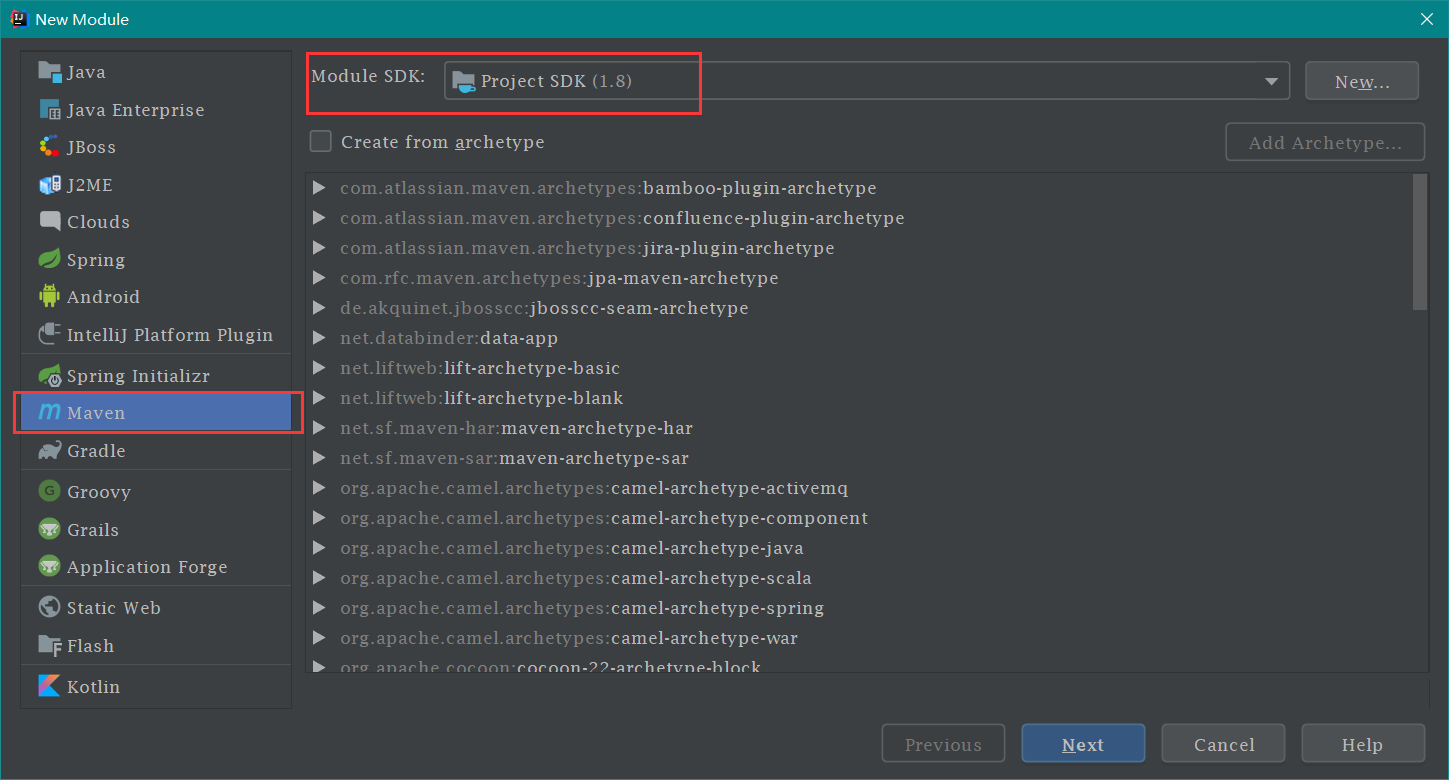 New Module
Java
Java Enterprise
JBoss
J2ME
Clouds
Spring
Android
IntelliJ Platform Plugin
Spring Initializr
Maven
Gradle
Groovy
Grails
Application Forge
Static Web
Flash
Kotlin
Module SDK: Project SDK (1.8) New...
Create from archetype Add Archetype...
com.atlassian.maven.archetypes:bamboo-plugin-archetype
com.atlassian.maven.archetypes:confluence-plugin-archetype
com.atlassian.maven.archetypes:jira-plugin-archetype
com.rfc.maven.archetypes:jpa-maven-archetype
de.akquinet.jbosscc:jbosscc-seam-archetype
net.databinder:data-app
net.liftweb:lift-archetype-basic
net.liftweb:lift-archetype-blank
net.sf.maven-har:maven-archetype-har
net.sf.maven-sar:maven-archetype-sar
org.apache.camel.archetypes:camel-archetype-activemq
org.apache.camel.archetypes:camel-archetype-component
org.apache.camel.archetypes:camel-archetype-java
org.apache.camel.archetypes:camel-archetype-scala
org.apache.camel.archetypes:camel-archetype-spring
org.apache.camel.archetypes:camel-archetype-war
org.apache.cocoon:cocoon-22-archetype-block
Previous Next Cancel Help